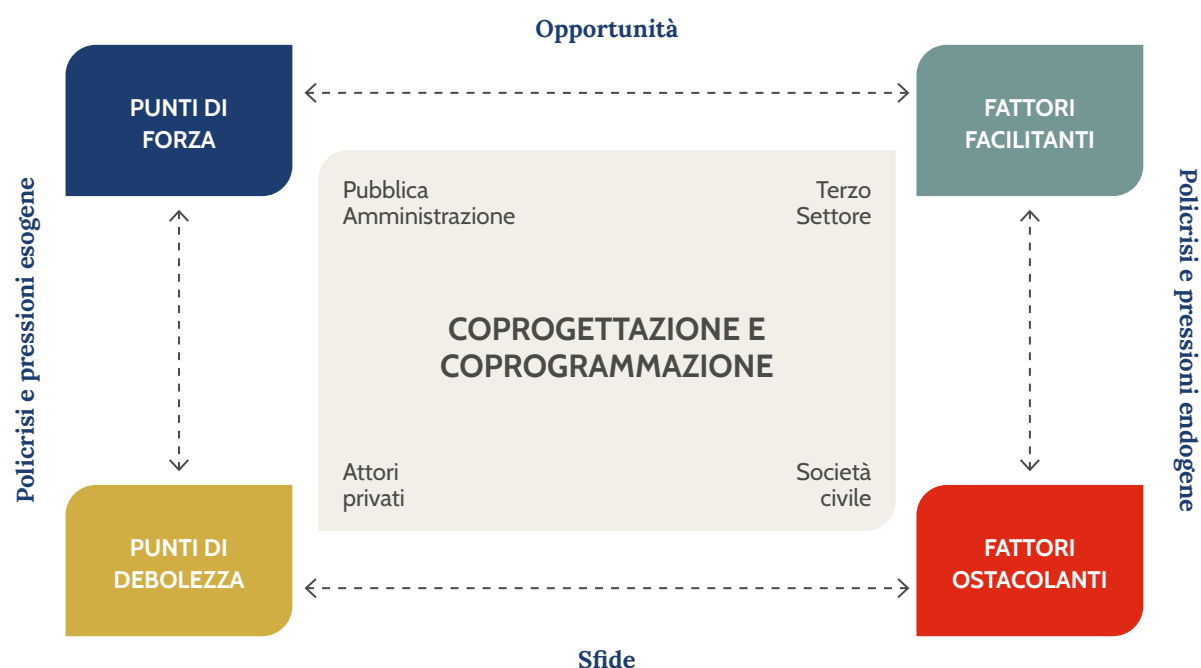 Opportunità
PUNTI DI
FORZA
FATTORI
FACILITANTI
Policrisi e pressioni esogene
Pubblica
Amministrazione
Terzo
Settore
Policrisi e pressioni endogene
COPROGETTAZIONE E
COPROGRAMMAZIONE
Attori
privati
Società
civile
PUNTI DI
DEBOLEZZA
FATTORI
OSTACOLANTI
Sfide